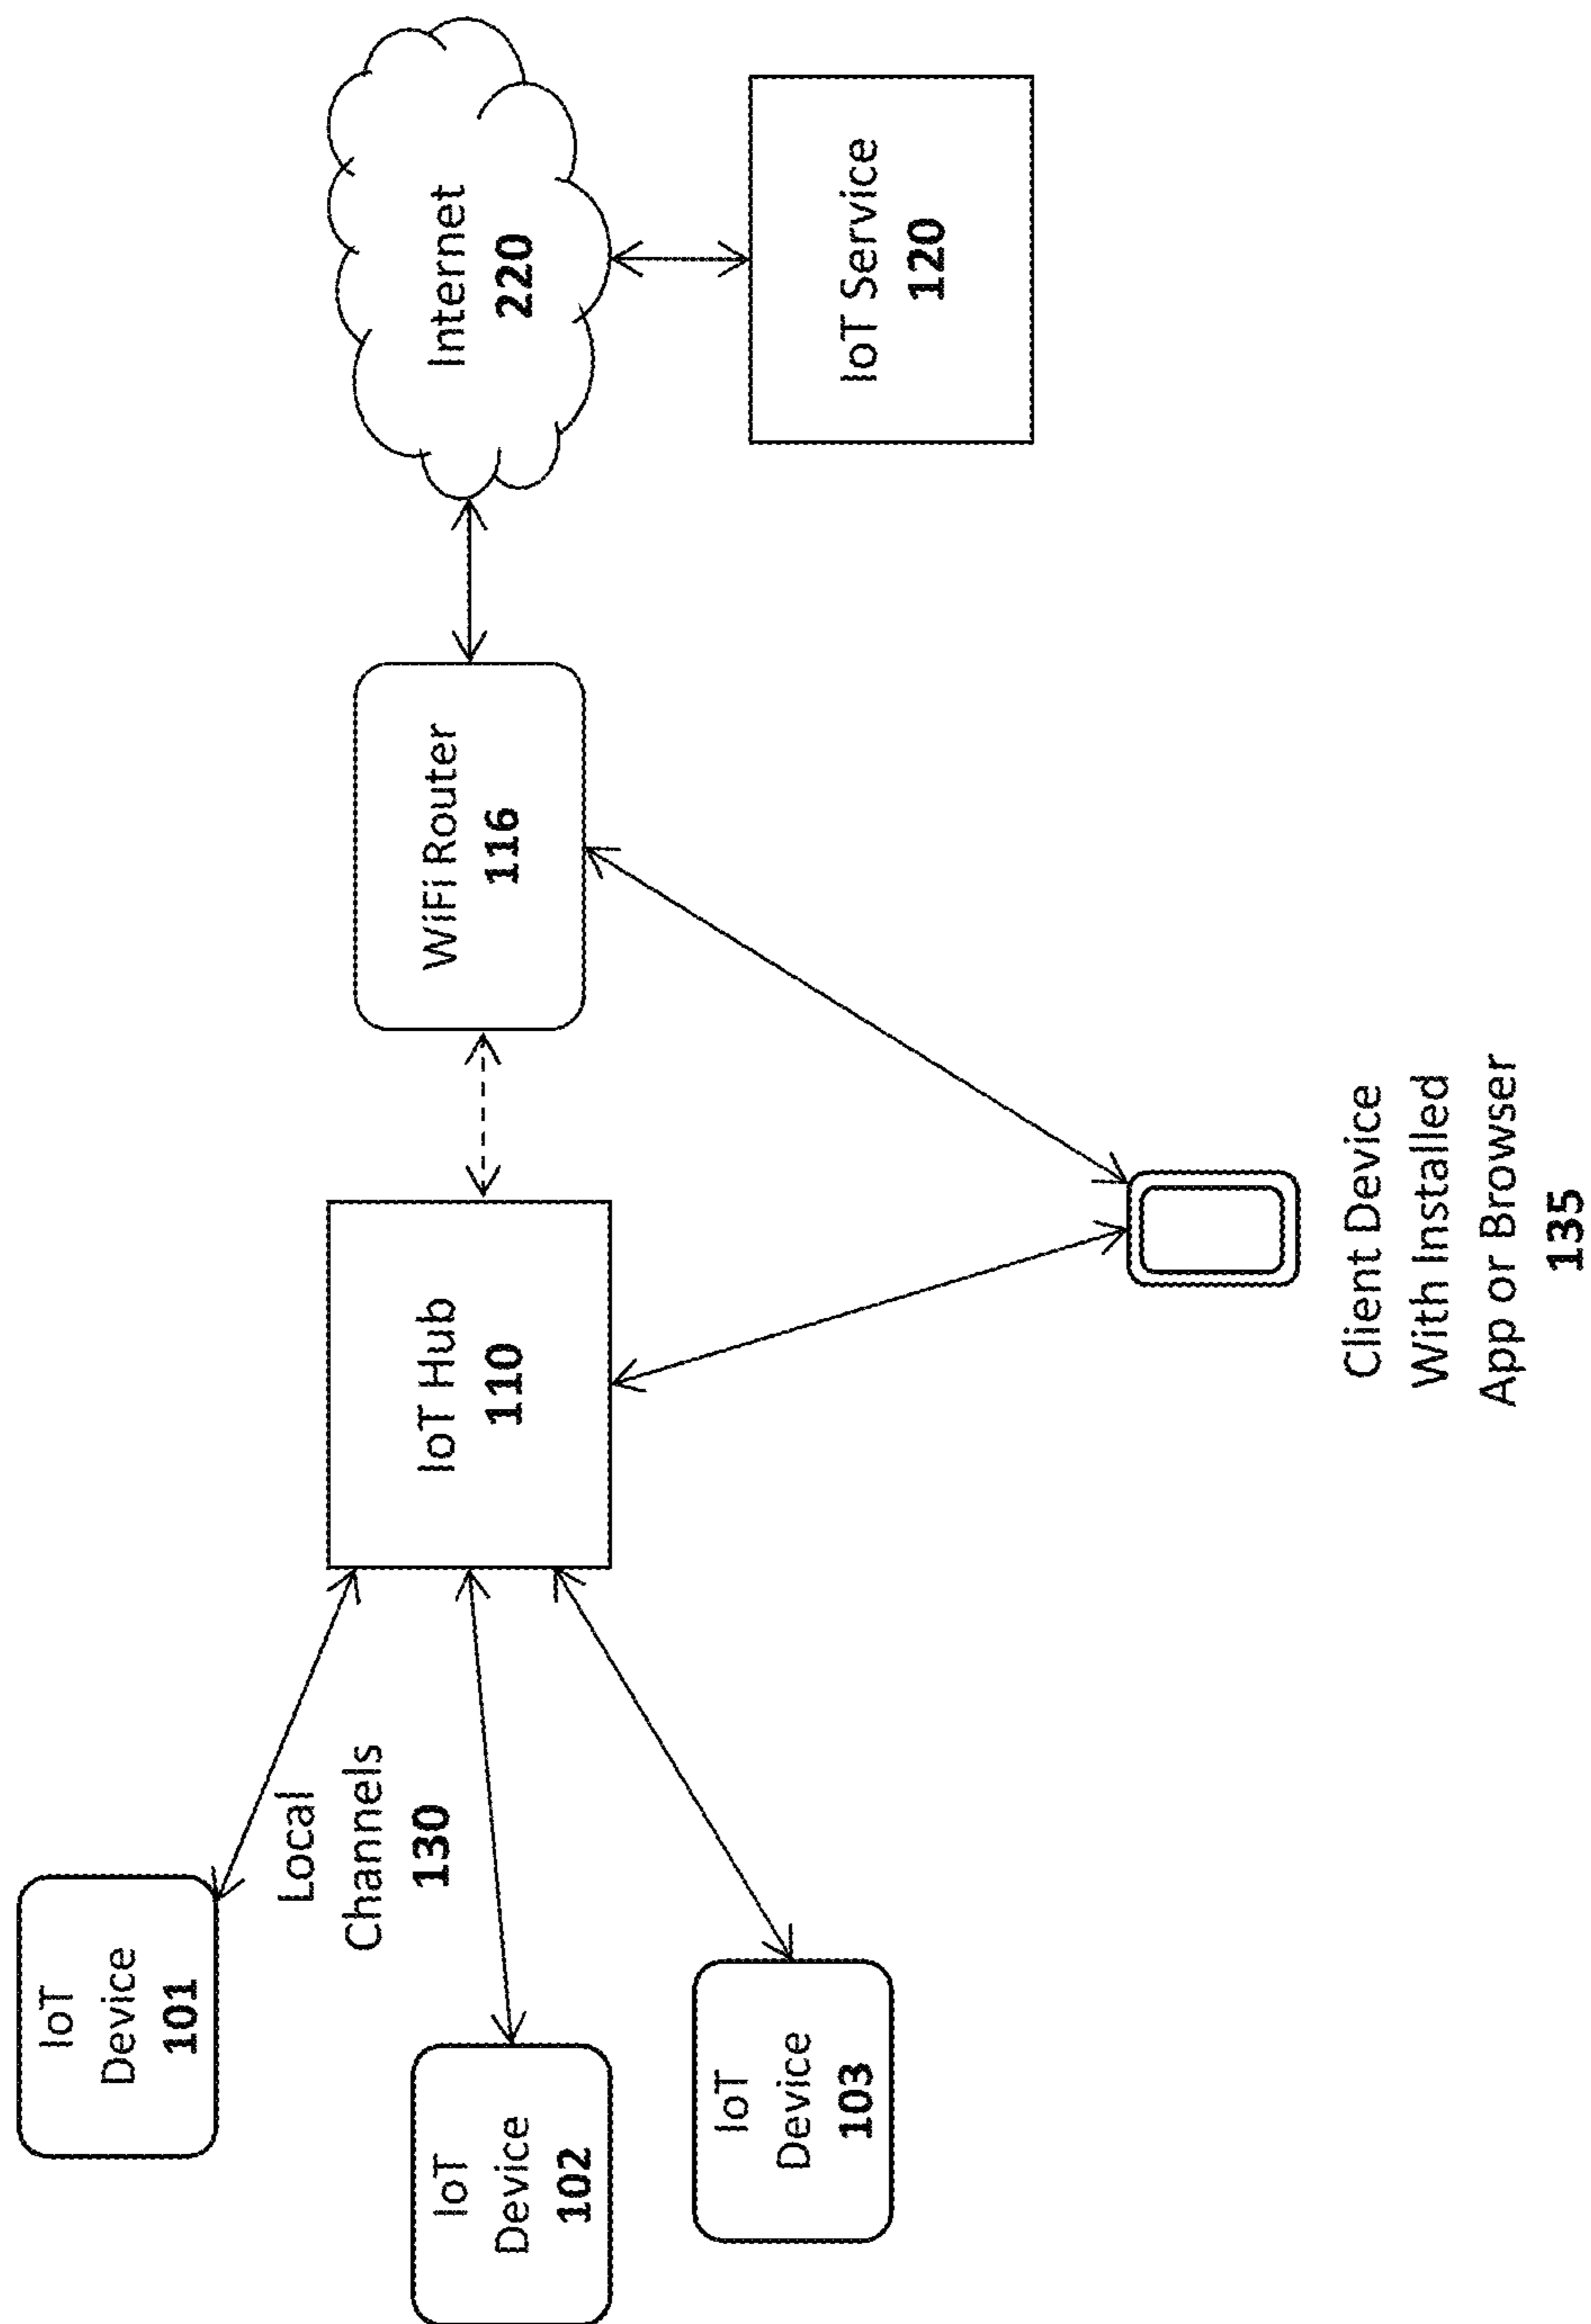 IoT
Device
101
IoT
Device
102
IoT
Device
103
Local
Channels
130
IoT Hub
110
WiFi Router
116
Internet
220
IoT Service
120
Client Device
With Installed
App or Browser
135